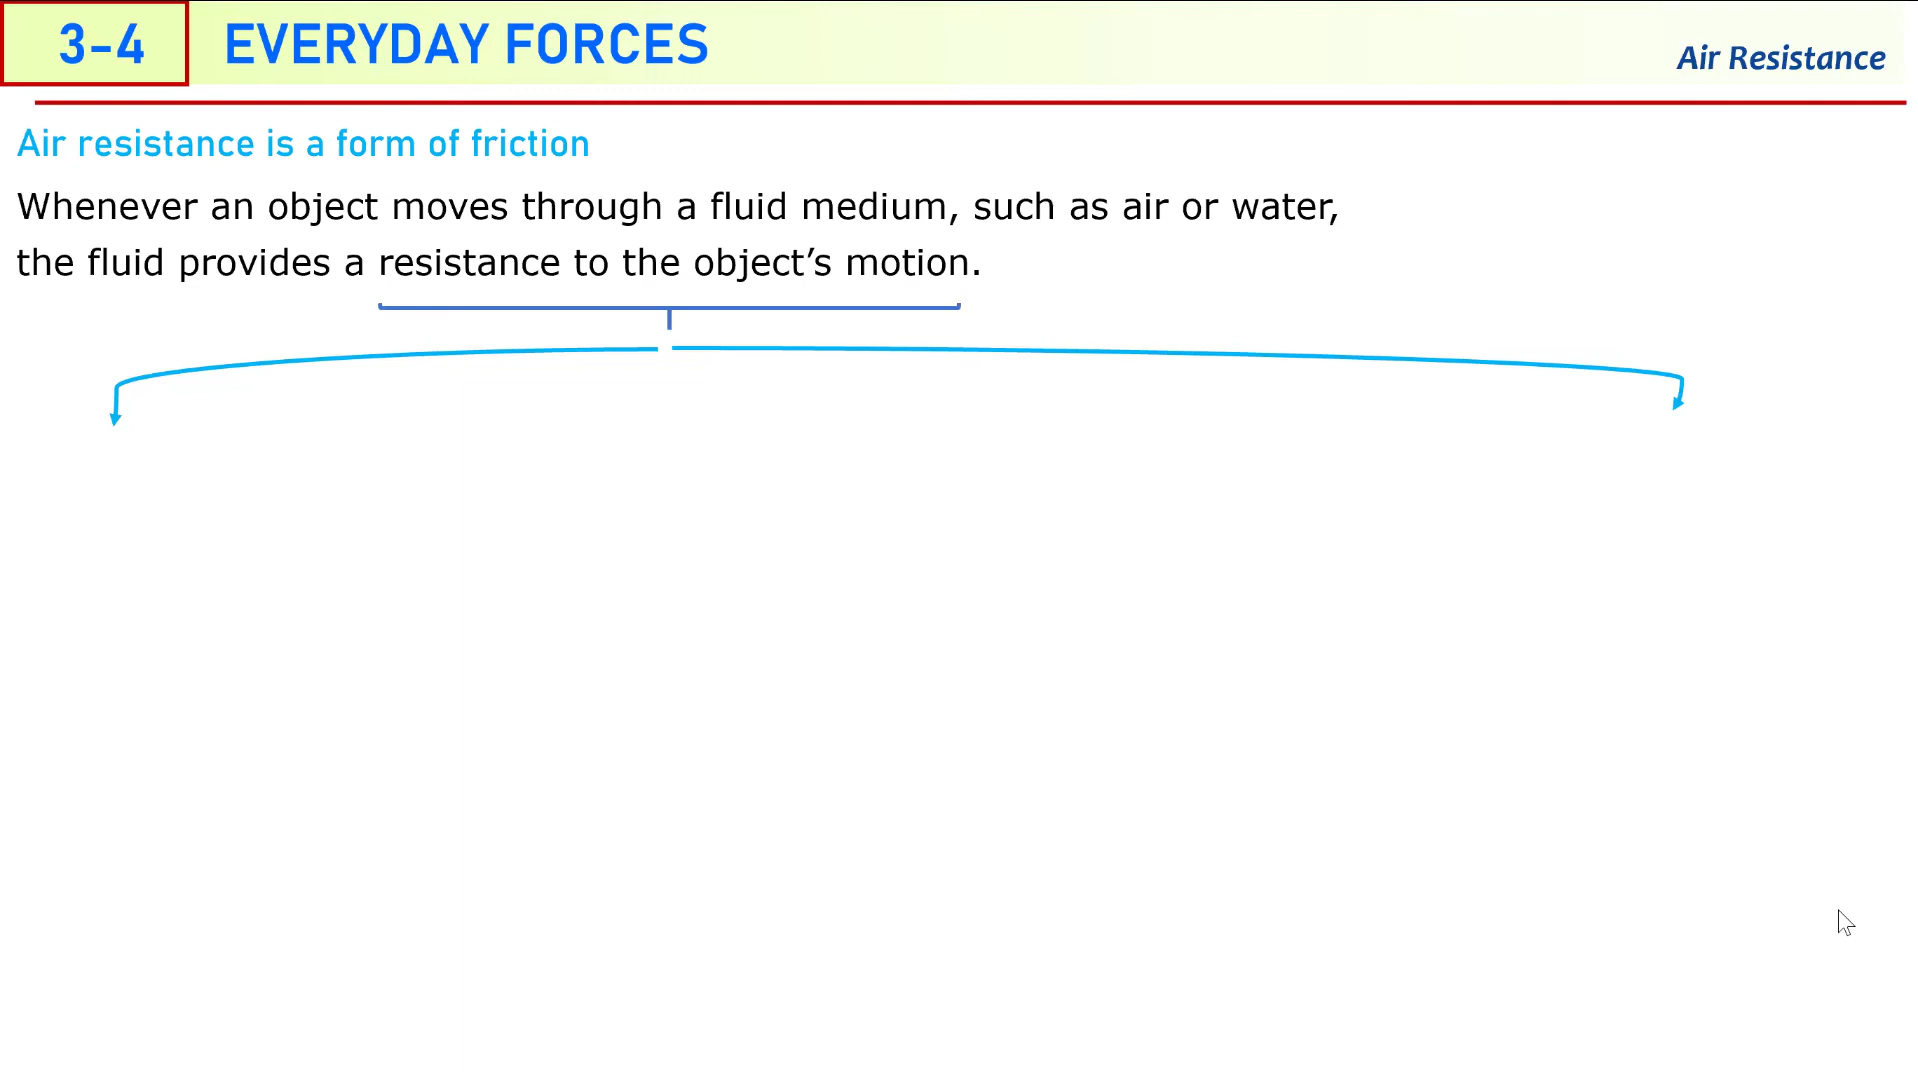 3-4
EVERYDAY FORCES
Air Resistance
Air resistance is a form of friction
Whenever an object moves through a fluid medium, such as air or water,
the fluid provides a resistance to the object’s motion.